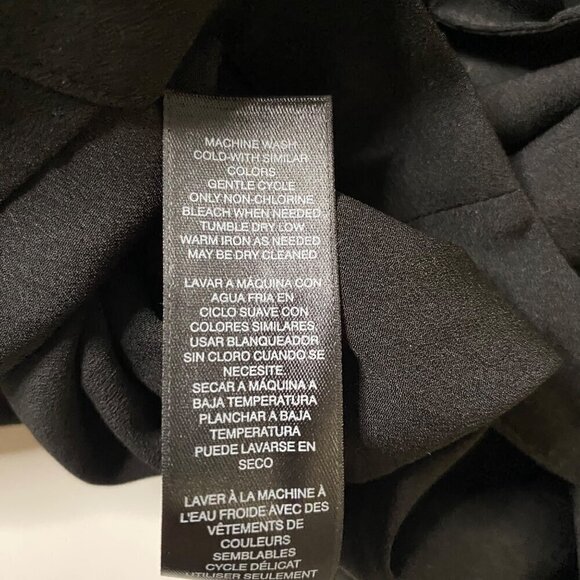 MACHINE WASH
COLD-WITH SIMILAR
COLORS
GENTLE CYCLE
ONLY NON-CHLORINE
BLEACH WHEN NEEDED
TUMBLE DRY LOW
WARM IRON AS NEEDED
MAY BE DRY CLEANED
LAVAR A MÁQUINA CON
AGUA FRÍA EN
CICLO SUAVE CON
COLORES SIMILARES,
USAR BLANQUEADOR
SIN CLORO CUANDO SE
NECESITE.
SECAR A MÁQUINA A
BAJA TEMPERATURA
PLANCHAR A BAJA
TEMPERATURA
PUEDE LAVARSE EN
SECO
LAVER À LA MACHINE À
L'EAU FROIDE AVEC DES
VÊTEMENTS DE
COULEURS
SEMBLABLES
CYCLE DÉLICAT
UTILISER SEULEMENT